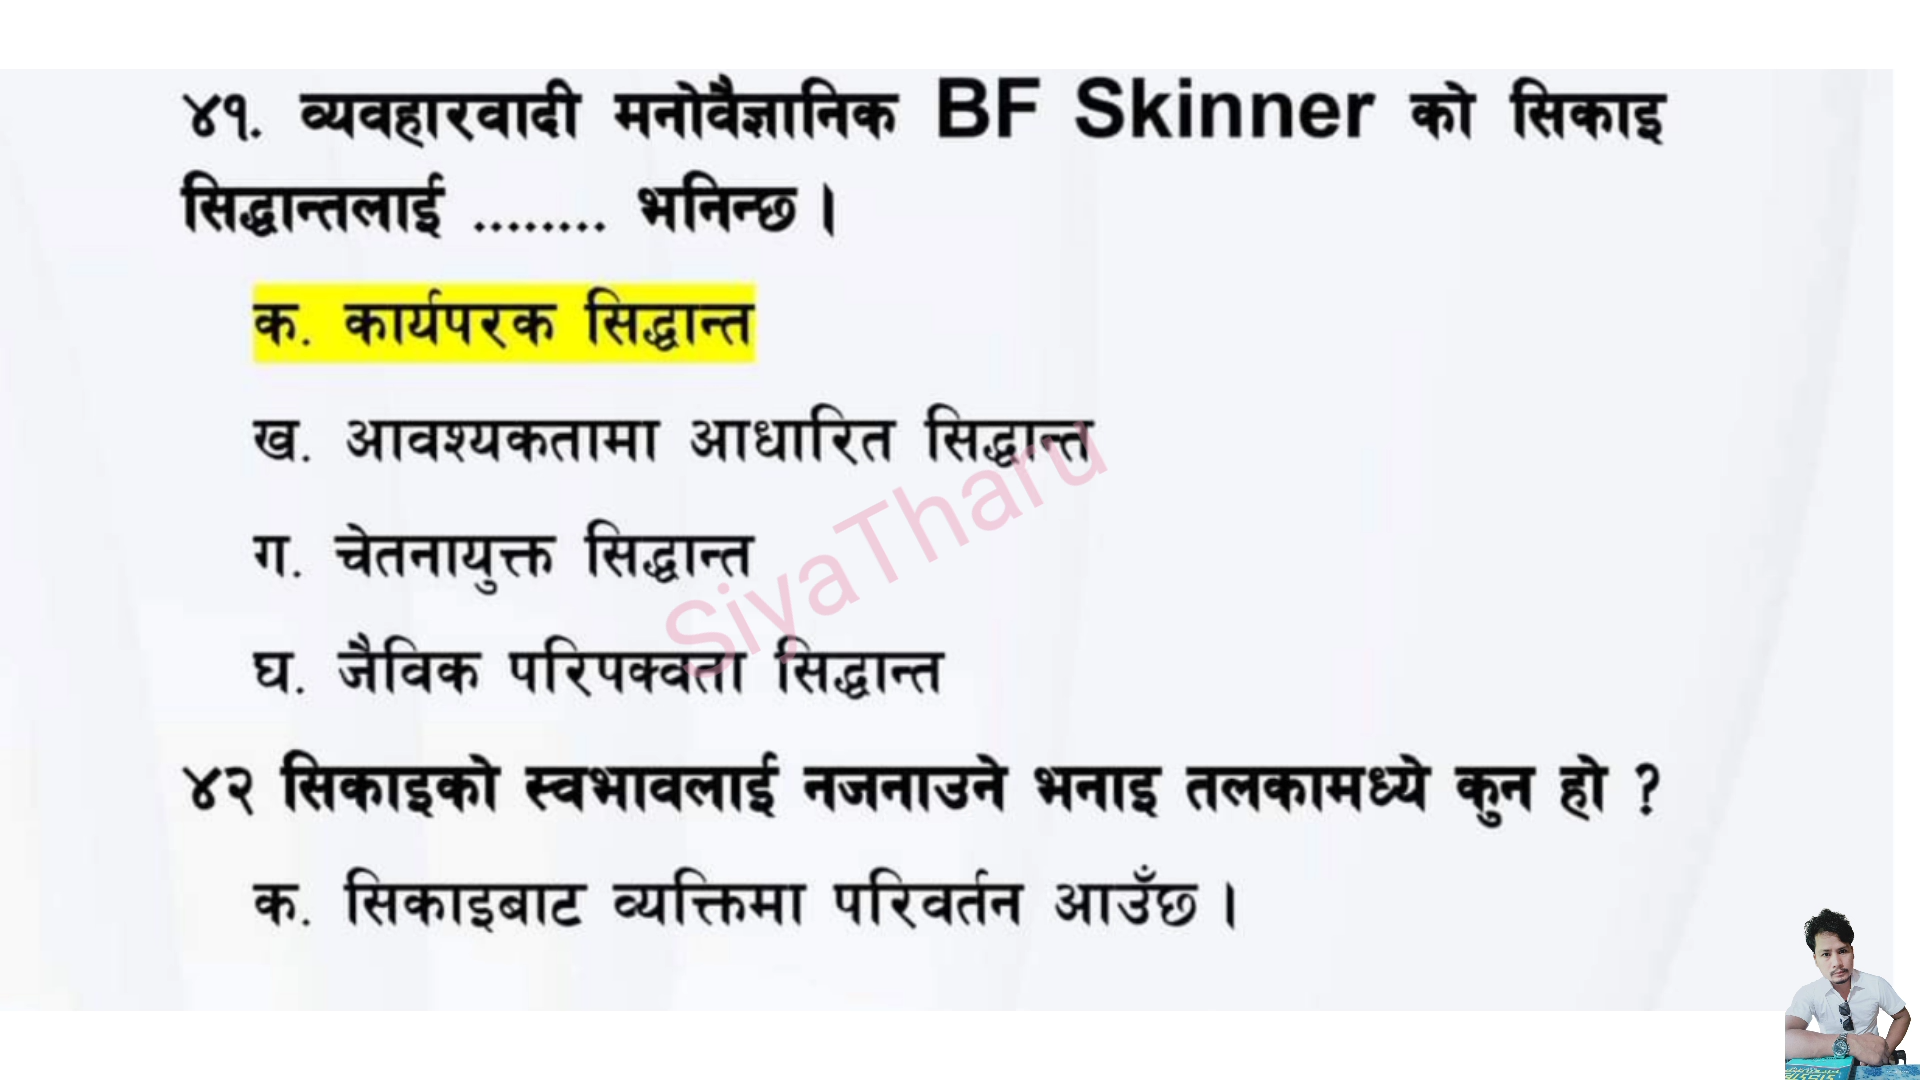 ४१. व्यवहारवादी मनोवैज्ञानिक BF Skinner को सिकाइ
सिद्धान्तलाई ........ भनिन्छ ।
क. कार्यपरक सिद्धान्त
ख. आवश्यकतामा आधारित सिद्धान्त
ग. चेतनायुक्त सिद्धान्त
घ. जैविक परिपक्वता सिद्धान्त
SiyaTharu
४२ सिकाइको स्वभावलाई नजनाउने भनाइ तलकामध्ये कुन हो ?
क. सिकाइबाट व्यक्तिमा परिवर्तन आउँछ ।